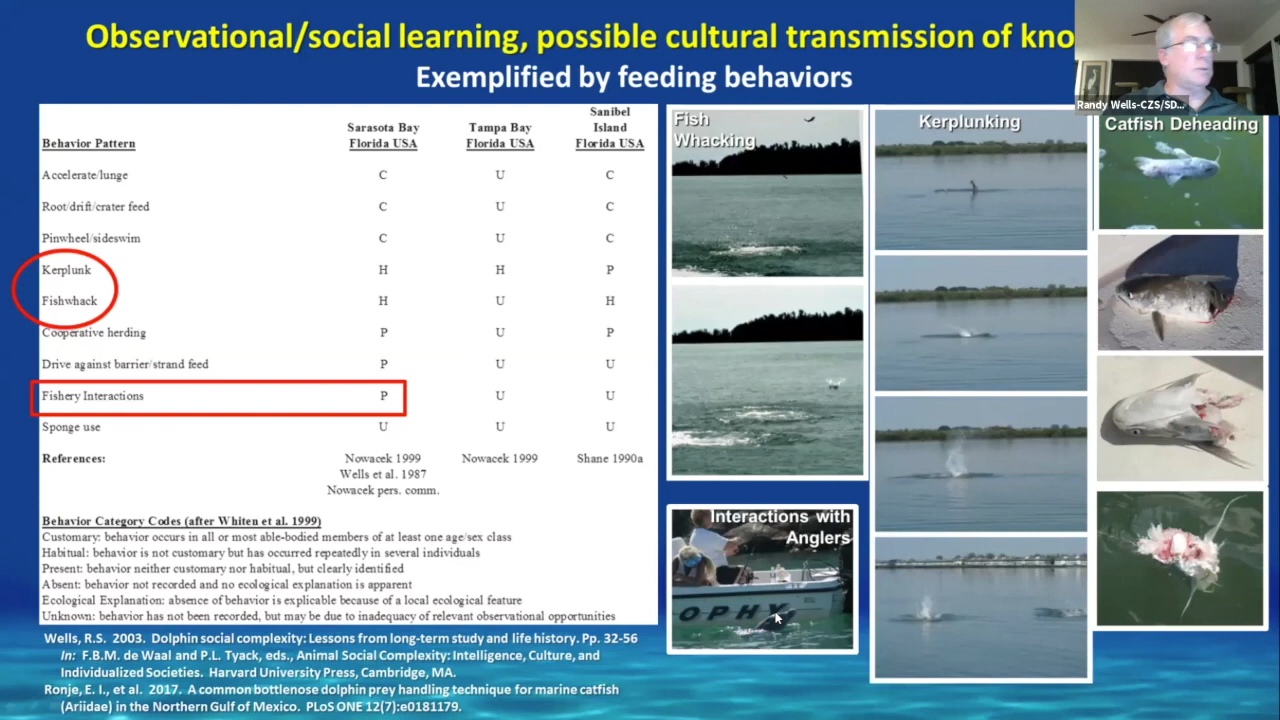 Observational/social learning, possible cultural transmission of kno
Exemplified by feeding behaviors
Randy Wells-CZS/SD...
Behavior Pattern Sarasota Bay Florida USA Tampa Bay Florida USA Sanibel Island Florida USA
Accelerate/lunge C U C
Root/drift/crater feed C U C
Pinwheel/sideswim C U C
Kerplunk H H P
Fishwhack H U H
Cooperative herding P U P
Drive against barrier/strand feed P U U
Fishery Interactions P U U
Sponge use U U U
References: Nowacek 1999 Nowacek 1999 Shane 1990a
Wells et al. 1987
Nowacek pers. comm.
Behavior Category Codes (after Whiten et al. 1999)
Customary: behavior occurs in all or most able-bodied members of at least one age/sex class
Habitual: behavior is not customary but has occurred repeatedly in several individuals
Present: behavior neither customary nor habitual, but clearly identified
Absent: behavior not recorded and no ecological explanation is apparent
Ecological Explanation: absence of behavior is explicable because of a local ecological feature
Unknown: behavior has not been recorded, but may be due to inadequacy of relevant observational opportunities
Wells, R.S. 2003. Dolphin social complexity: Lessons from long-term study and life history. Pp. 32-56
In: F.B.M. de Waal and P.L. Tyack, eds., Animal Social Complexity: Intelligence, Culture, and
Individualized Societies. Harvard University Press, Cambridge, MA.
Ronje, E. I., et al. 2017. A common bottlenose dolphin prey handling technique for marine catfish
(Ariidae) in the Northern Gulf of Mexico. PLoS ONE 12(7):e0181179.
Fish
Whacking
Kerplunking
Catfish Deheading
Interactions with
Anglers
OPHY